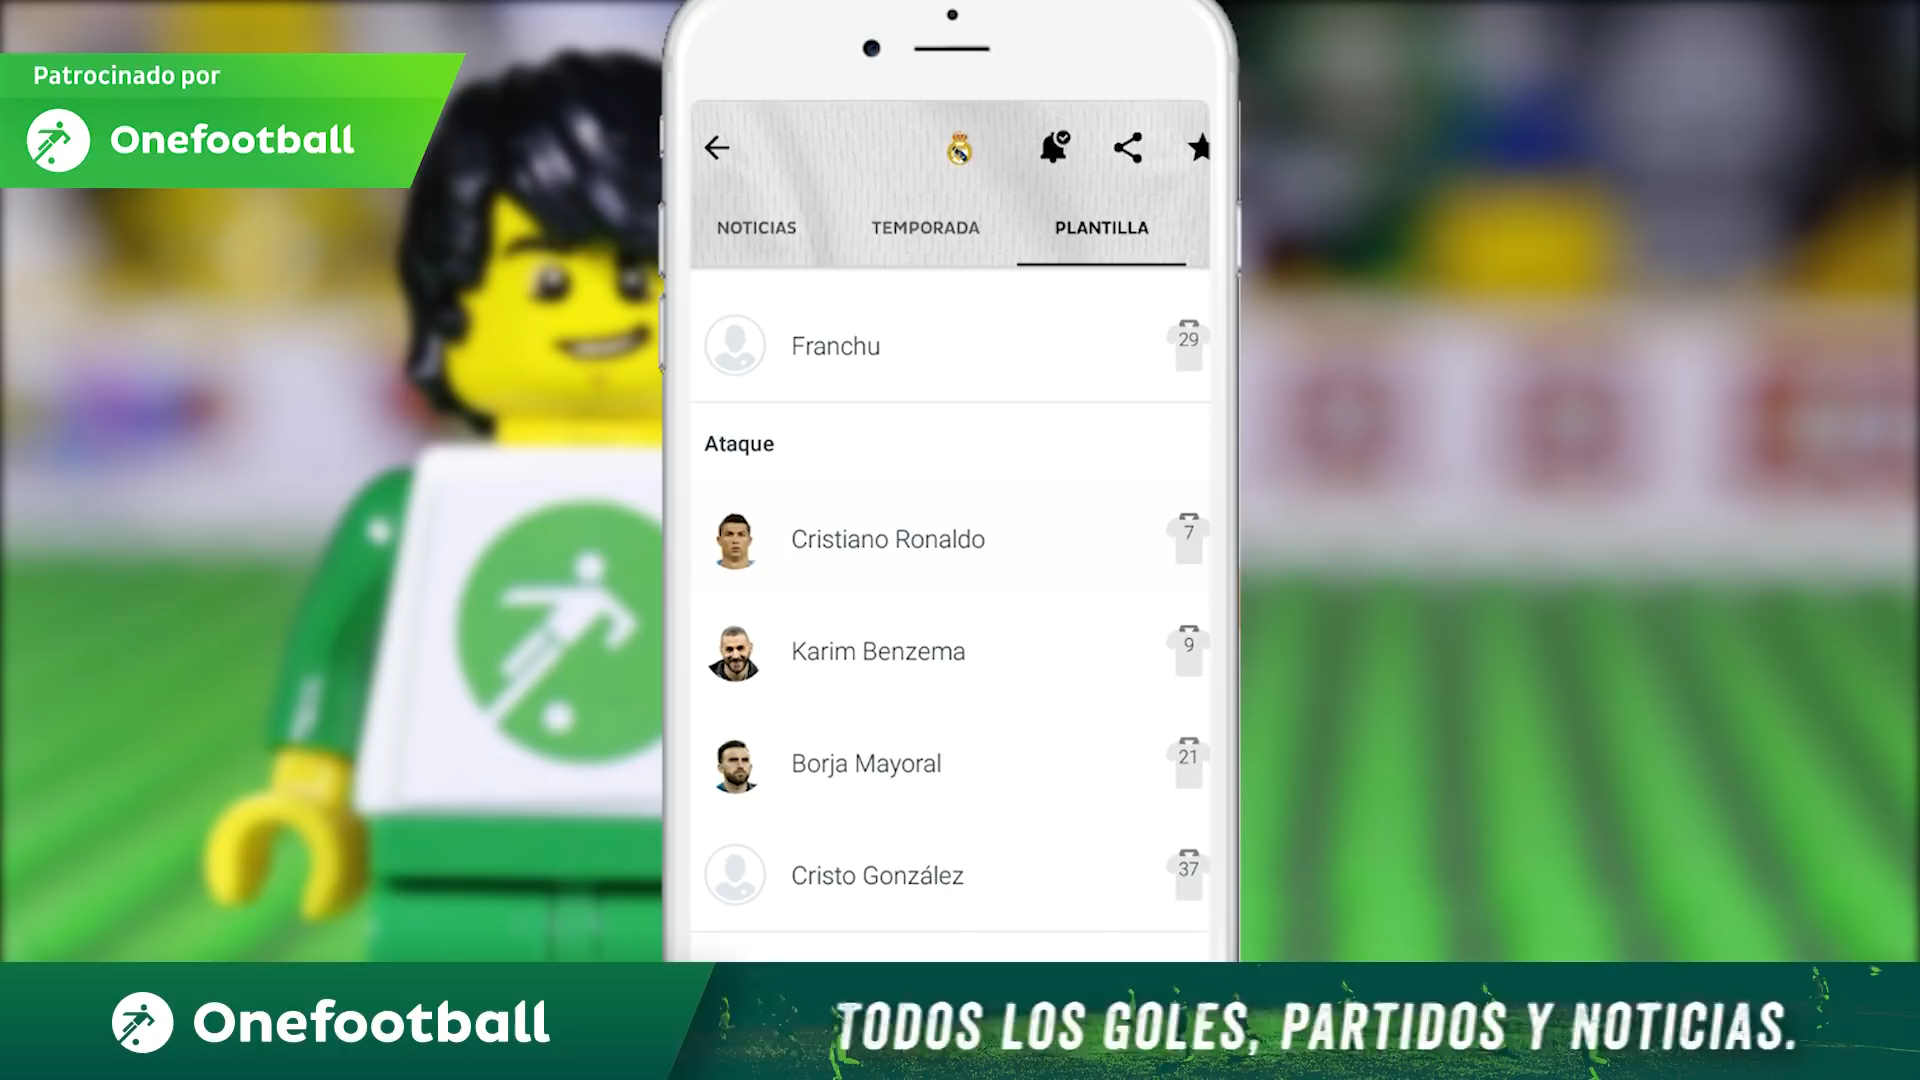 Patrocinado por
Onefootball
NOTICIAS TEMPORADA PLANTILLA
Franchu 29
Ataque
Cristiano Ronaldo 7
Karim Benzema 9
Borja Mayoral 21
Cristo González 37
Onefootball
TODOS LOS GOLES, PARTIDOS Y NOTICIAS.